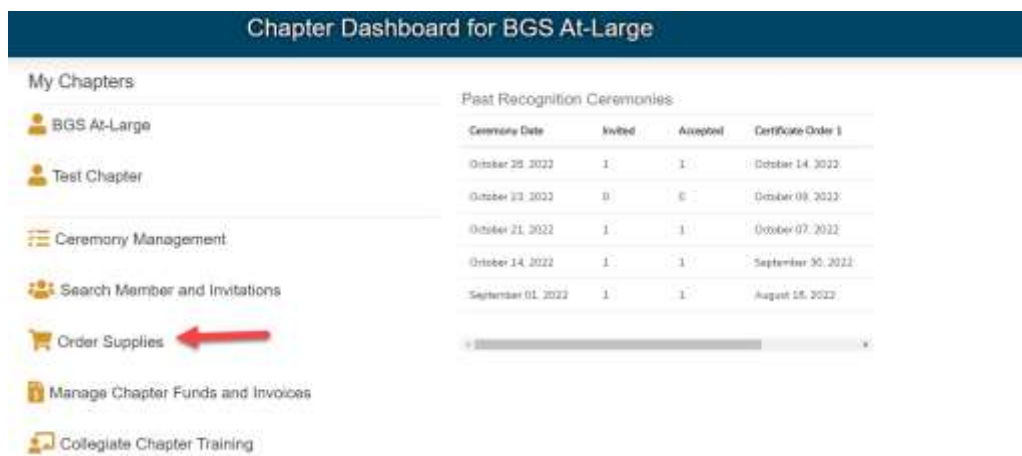 Chapter Dashboard for BGS At-Large
My Chapters
BGS At-Large
Test Chapter
Ceremony Management
Search Member and Invitations
Order Supplies
Manage Chapter Funds and Invoices
Collegiate Chapter Training
Past Recognition Ceremonies
Ceremony Date Invited Accepted Certificate Order 1
October 1 1 October 14, 2022
October 23, 2022 0 0 October 09, 2022
October 21, 2022 1 1 October 07, 2022
October 14, 2022 1 1 September 30, 2022
September 01, 2022 1 1 August 2022